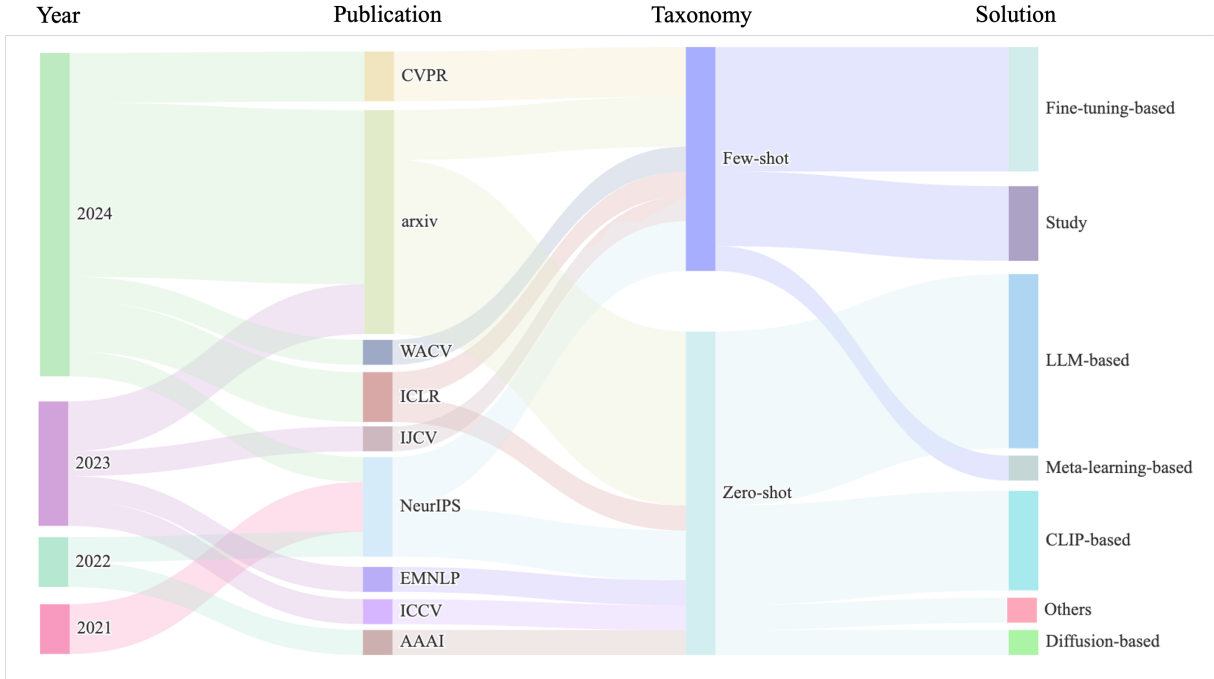 Year
Publication
Taxonomy
Solution
2024
2023
2022
2021
CVPR
arxiv
WACV
ICLR
IJCV
NeurIPS
EMNLP
ICCV
AAAI
Few-shot
Zero-shot
Fine-tuning-based
Study
LLM-based
Meta-learning-based
CLIP-based
Others
Diffusion-based